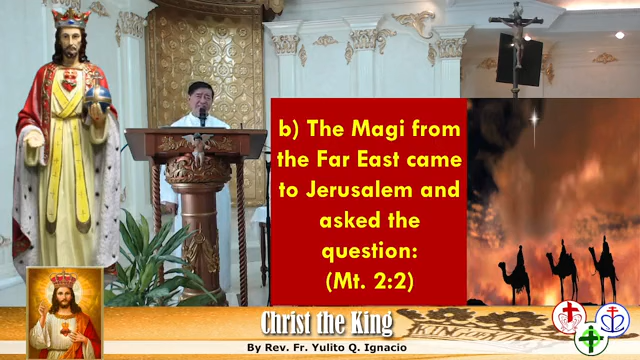 b) The Magi from
the Far East came
to Jerusalem and
asked the
question:
(Mt. 2:2)
Christ the King
By Rev. Fr. Yulito Q. Ignacio